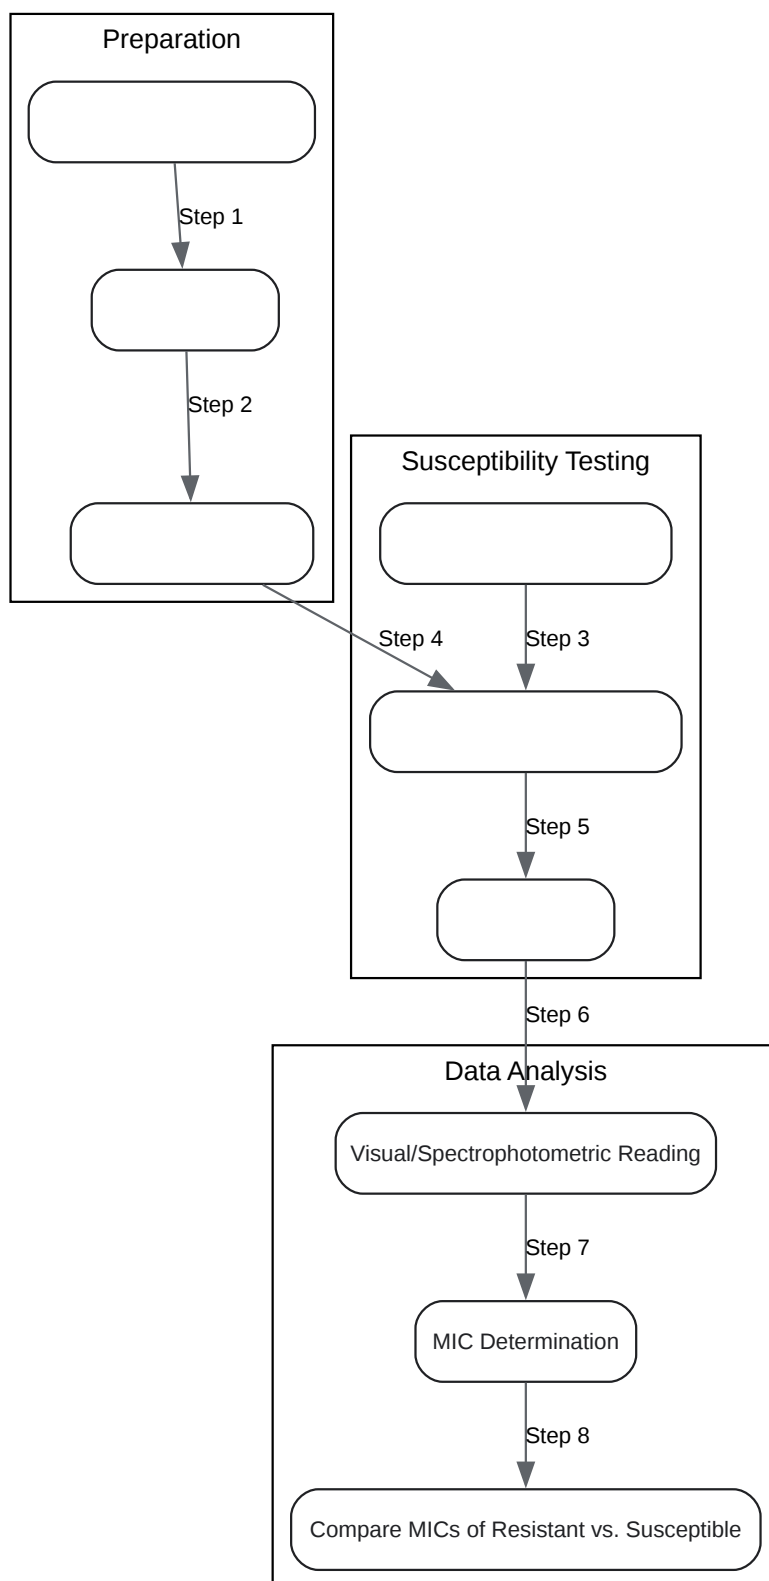 Preparation
Step 1
Step 2
Susceptibility Testing
Step 4
Step 3
Step 5
Step 6
Data Analysis
Visual/Spectrophotometric Reading
Step 7
MIC Determination
Step 8
Compare MICs of Resistant vs. Susceptible